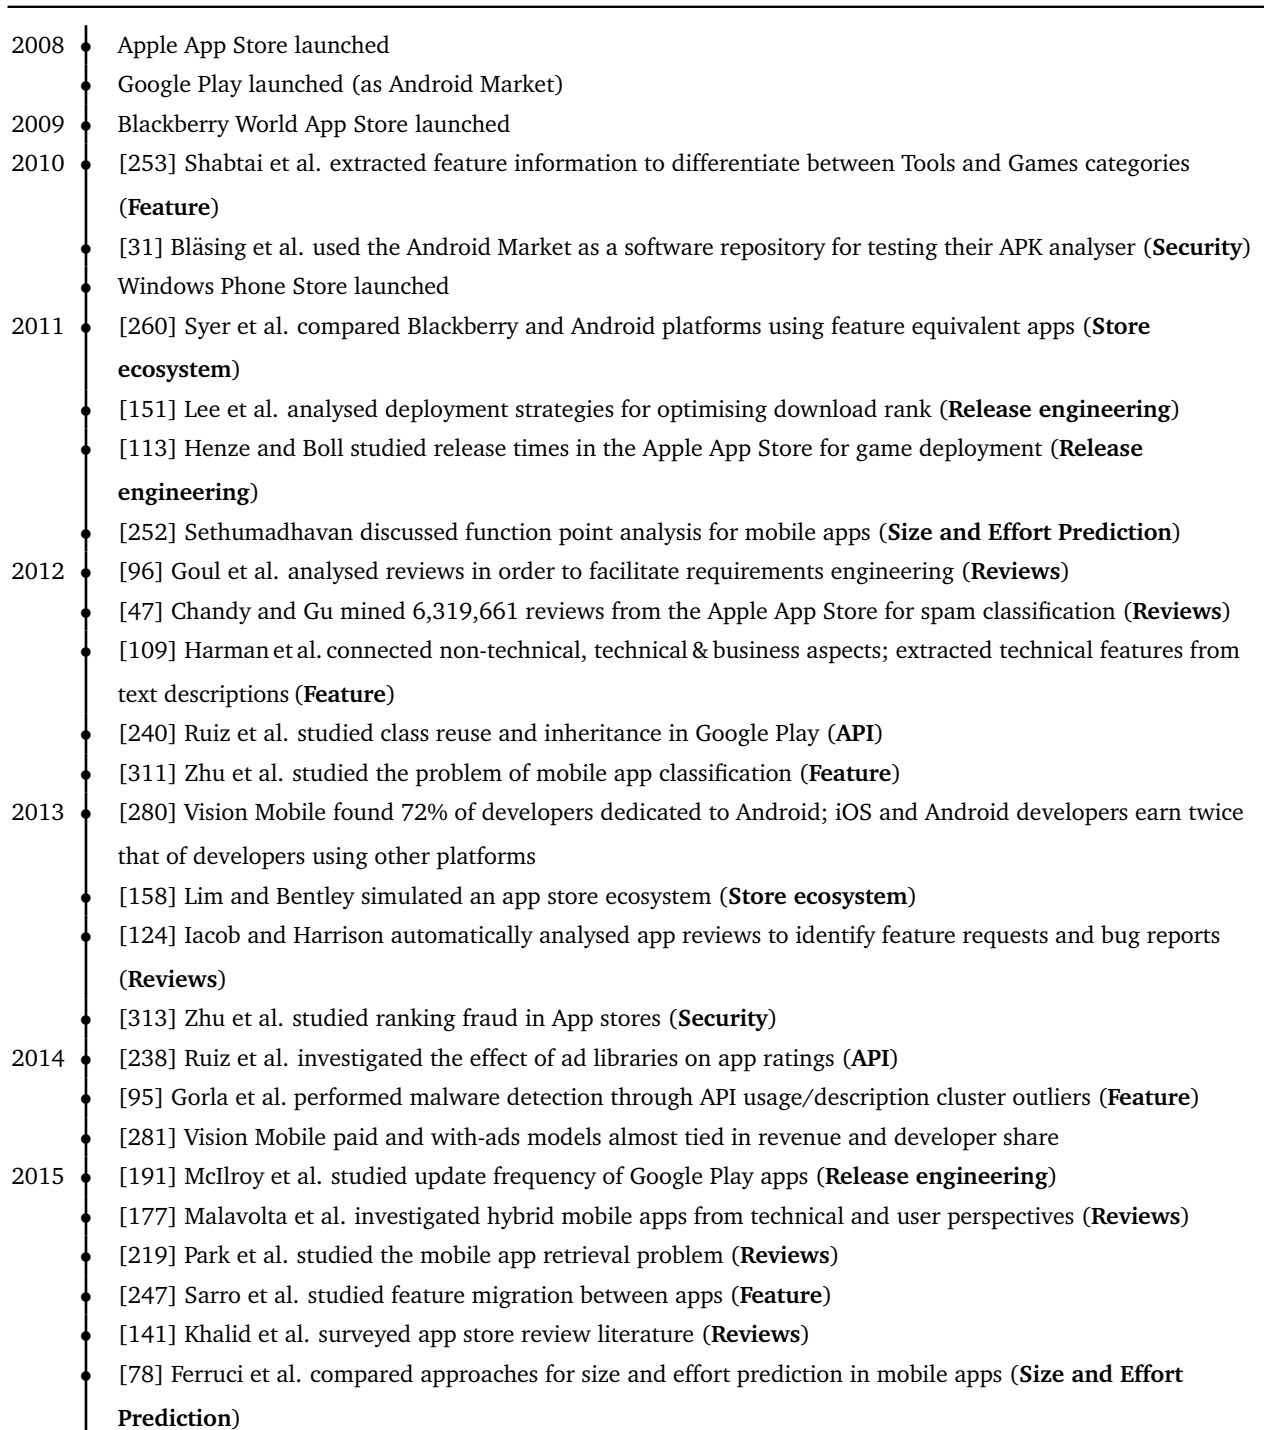 2008 Apple App Store launched
Google Play launched (as Android Market)
2009 Blackberry World App Store launched
2010 [253] Shabtai et al. extracted feature information to differentiate between Tools and Games categories
(Feature)
[31] Bläsing et al. used the Android Market as a software repository for testing their APK analyser (Security)
Windows Phone Store launched
2011 [260] Syer et al. compared Blackberry and Android platforms using feature equivalent apps (Store
ecosystem)
[151] Lee et al. analysed deployment strategies for optimising download rank (Release engineering)
[113] Henze and Boll studied release times in the Apple App Store for game deployment (Release
engineering)
[252] Sethumadhavan discussed function point analysis for mobile apps (Size and Effort Prediction)
2012 [96] Goul et al. analysed reviews in order to facilitate requirements engineering (Reviews)
[47] Chandy and Gu mined 6,319,661 reviews from the Apple App Store for spam classification (Reviews)
[109] Harman et al. connected non-technical, technical & business aspects; extracted technical features from
text descriptions (Feature)
[240] Ruiz et al. studied class reuse and inheritance in Google Play (API)
[311] Zhu et al. studied the problem of mobile app classification (Feature)
2013 [280] Vision Mobile found 72% of developers dedicated to Android; iOS and Android developers earn twice
that of developers using other platforms
[158] Lim and Bentley simulated an app store ecosystem (Store ecosystem)
[124] Iacob and Harrison automatically analysed app reviews to identify feature requests and bug reports
(Reviews)
[313] Zhu et al. studied ranking fraud in App stores (Security)
2014 [238] Ruiz et al. investigated the effect of ad libraries on app ratings (API)
[95] Gorla et al. performed malware detection through API usage/description cluster outliers (Feature)
[281] Vision Mobile paid and with-ads models almost tied in revenue and developer share
2015 [191] McIlroy et al. studied update frequency of Google Play apps (Release engineering)
[177] Malavolta et al. investigated hybrid mobile apps from technical and user perspectives (Reviews)
[219] Park et al. studied the mobile app retrieval problem (Reviews)
[247] Sarro et al. studied feature migration between apps (Feature)
[141] Khalid et al. surveyed app store review literature (Reviews)
[78] Ferruci et al. compared approaches for size and effort prediction in mobile apps (Size and Effort
Prediction)